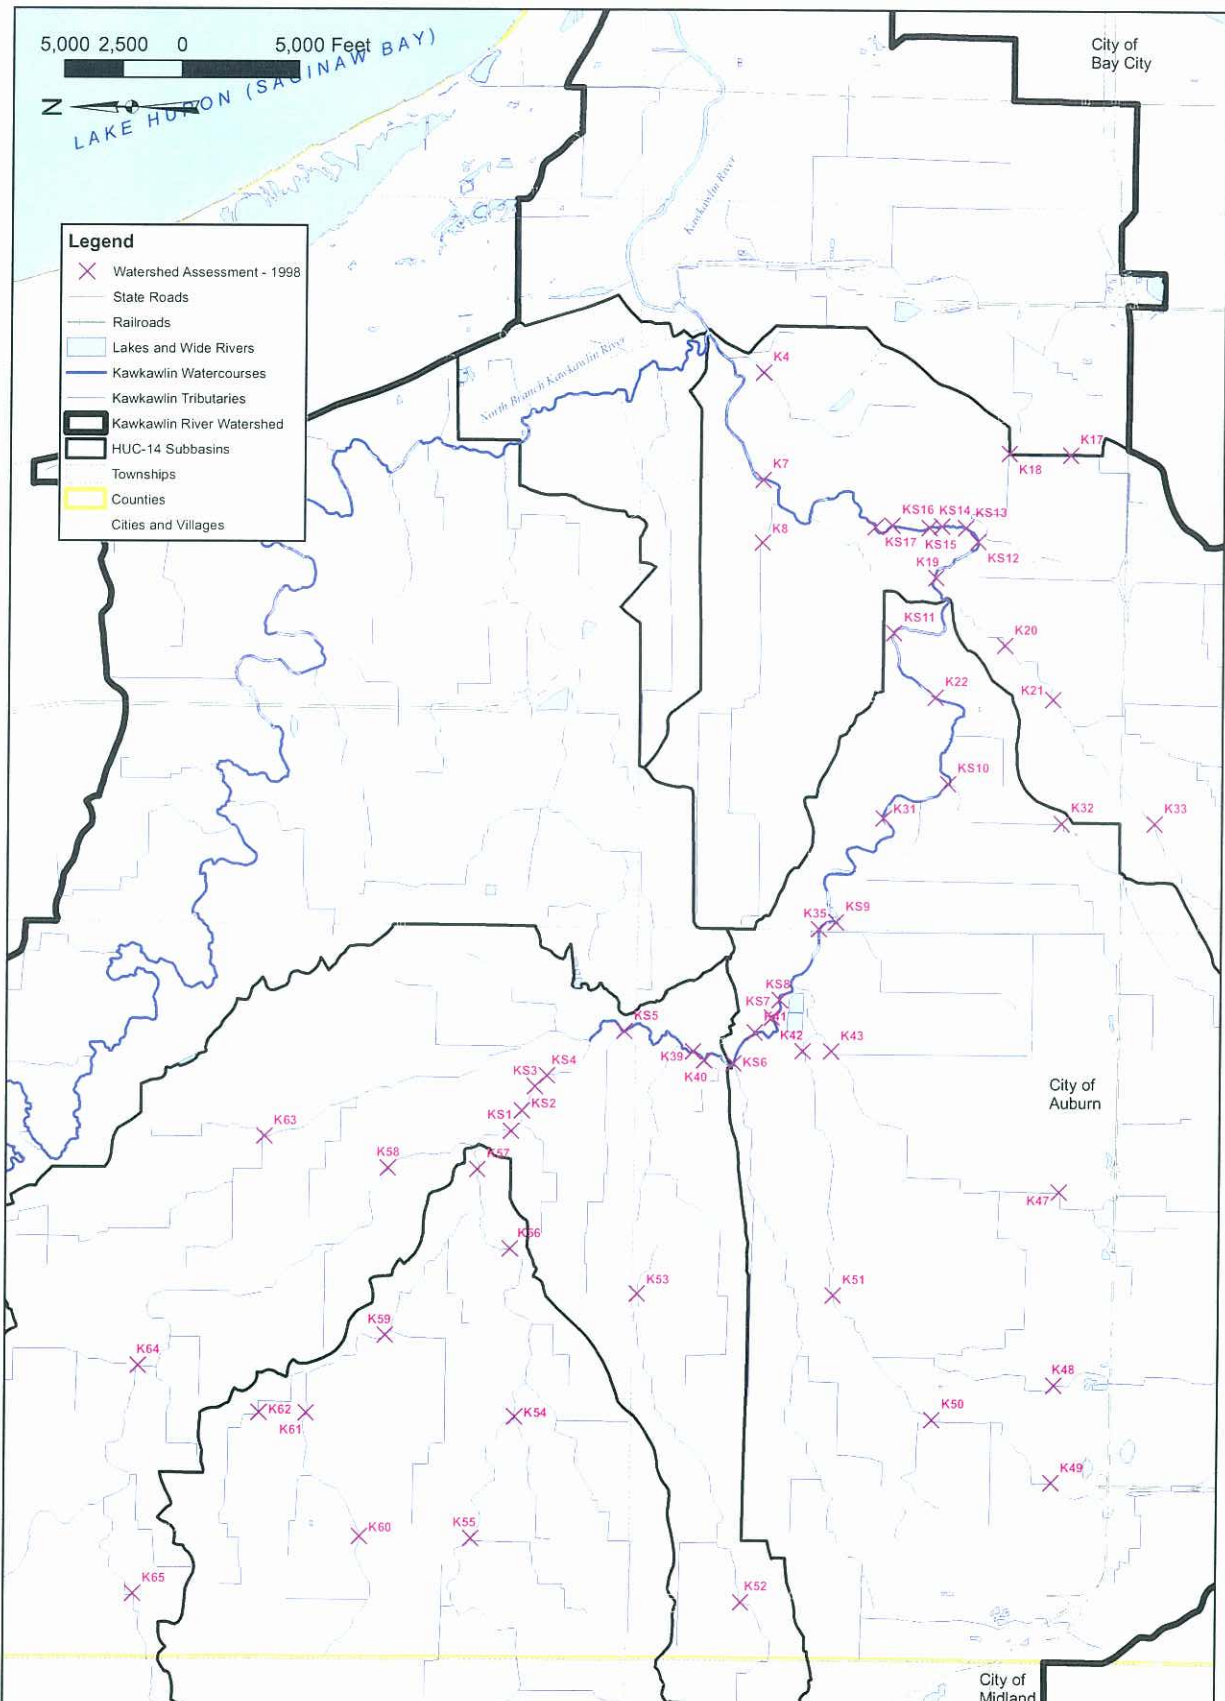 5,000 2,500 0 5,000 Feet
N
LAKE HURON (SAGINAW BAY)
City of
Bay City
Kawkawlin River
Legend
Watershed Assessment - 1998
State Roads
Railroads
Lakes and Wide Rivers
Kawkawlin Watercourses
Kawkawlin Tributaries
Kawkawlin River Watershed
HUC-14 Subbasins
Townships
Counties
Cities and Villages
North Branch Kawkawlin River
K4
K17
K18
K7
KS16 KS14 KS13
KS17 KS15
KS12
K8
K19
KS11
K20
K22
K21
KS10
K31
K32
K33
K35
KS9
KS8
KS7
K41
KS5
K42
K43
K39
K40
KS6
KS4
KS3
KS2
KS1
City of
Auburn
K63
K58
K57
K47
K66
K53
K51
K59
K64
K48
K62
K61
K54
K50
K49
K60
K55
K65
K52
City of
Midland